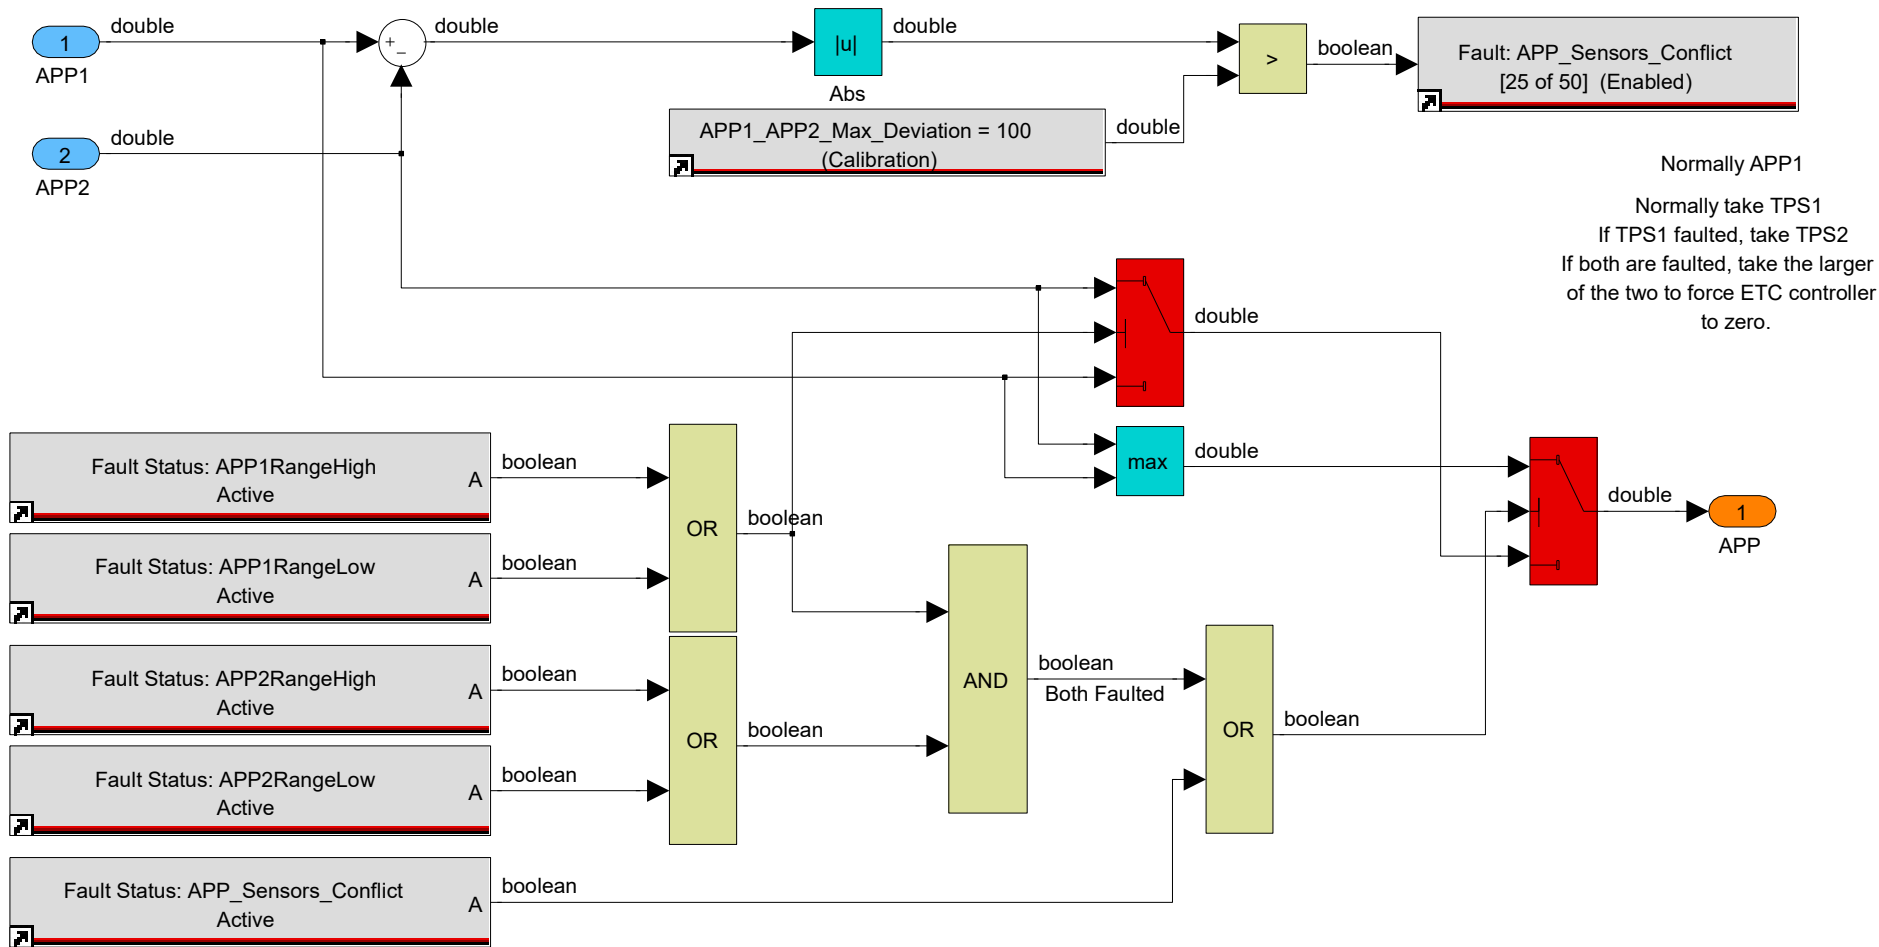 double
1
APP1
+
_
double
|u|
Abs
double
>
boolean
Fault: APP_Sensors_Conflict
[25 of 50] (Enabled)
double
2
APP2
APP1_APP2_Max_Deviation = 100
(Calibration)
double
Normally APP1
Normally take TPS1
If TPS1 faulted, take TPS2
If both are faulted, take the larger
of the two to force ETC controller
to zero.
double
max
double
double
1
APP
Fault Status: APP1RangeHigh
Active
A
boolean
OR
boolean
Fault Status: APP1RangeLow
Active
A
boolean
Fault Status: APP2RangeHigh
Active
A
boolean
OR
boolean
Fault Status: APP2RangeLow
Active
A
boolean
AND
boolean
Both Faulted
OR
boolean
Fault Status: APP_Sensors_Conflict
Active
A
boolean